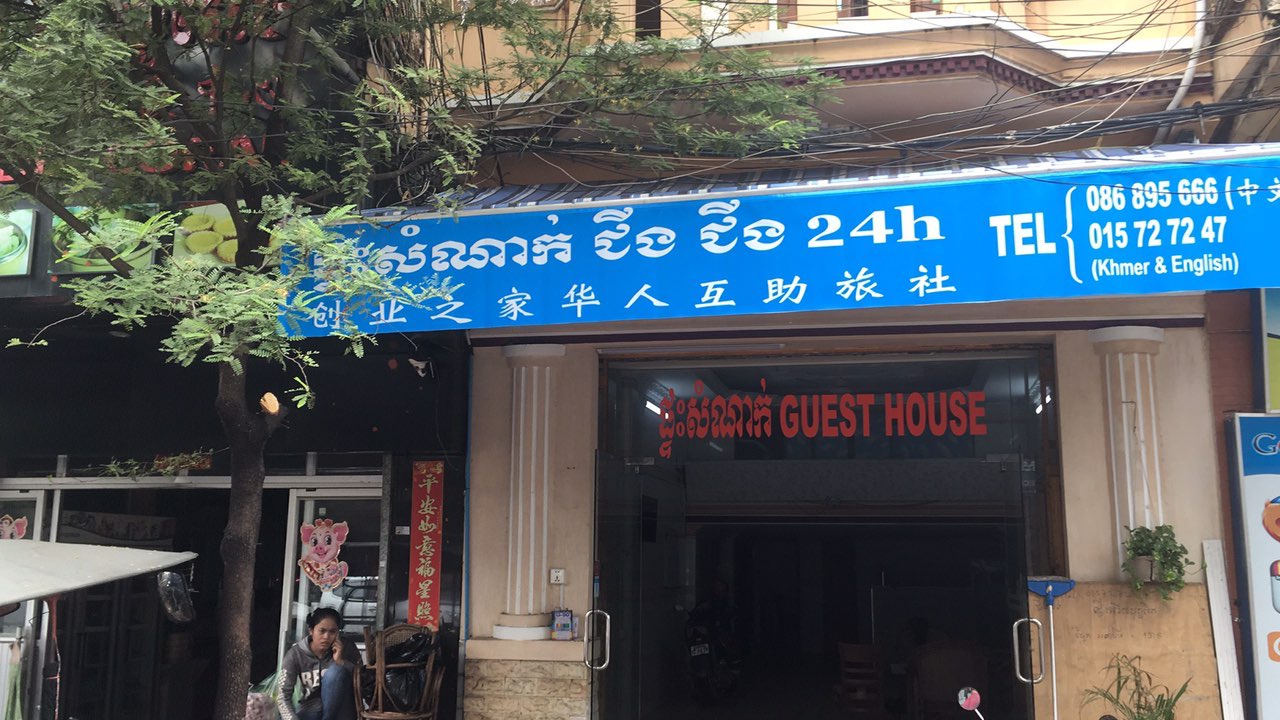 ផ្ទះសំណាក់ ជីង ជីង 24h
创业之家华人互助旅社
TEL
086 895 666 (中文
015 72 72 47
(Khmer & English)
ផ្ទះសំណាក់ GUEST HOUSE
平安如意福星照